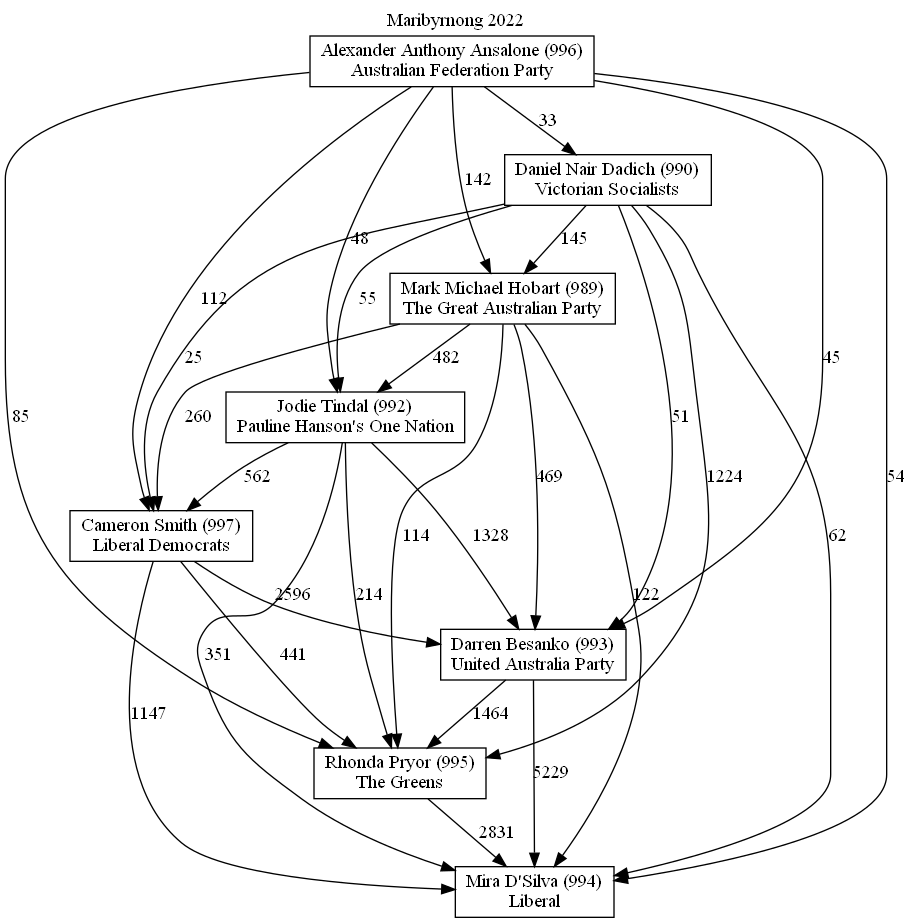 Maribyrnong 2022
Alexander Anthony Ansalone (996)
Australian Federation Party
33
Daniel Nair Dadich (990)
Victorian Socialists
142
48
145
Mark Michael Hobart (989)
The Great Australian Party
112
55
25
45
482
260
Jodie Tindal (992)
Pauline Hanson's One Nation
85
51
562
469
1224
54
Cameron Smith (997)
Liberal Democrats
114
1328
62
2596
214
122
351
441
Darren Besanko (993)
United Australia Party
1147
1464
Rhonda Pryor (995)
The Greens
5229
2831
Mira D'Silva (994)
Liberal